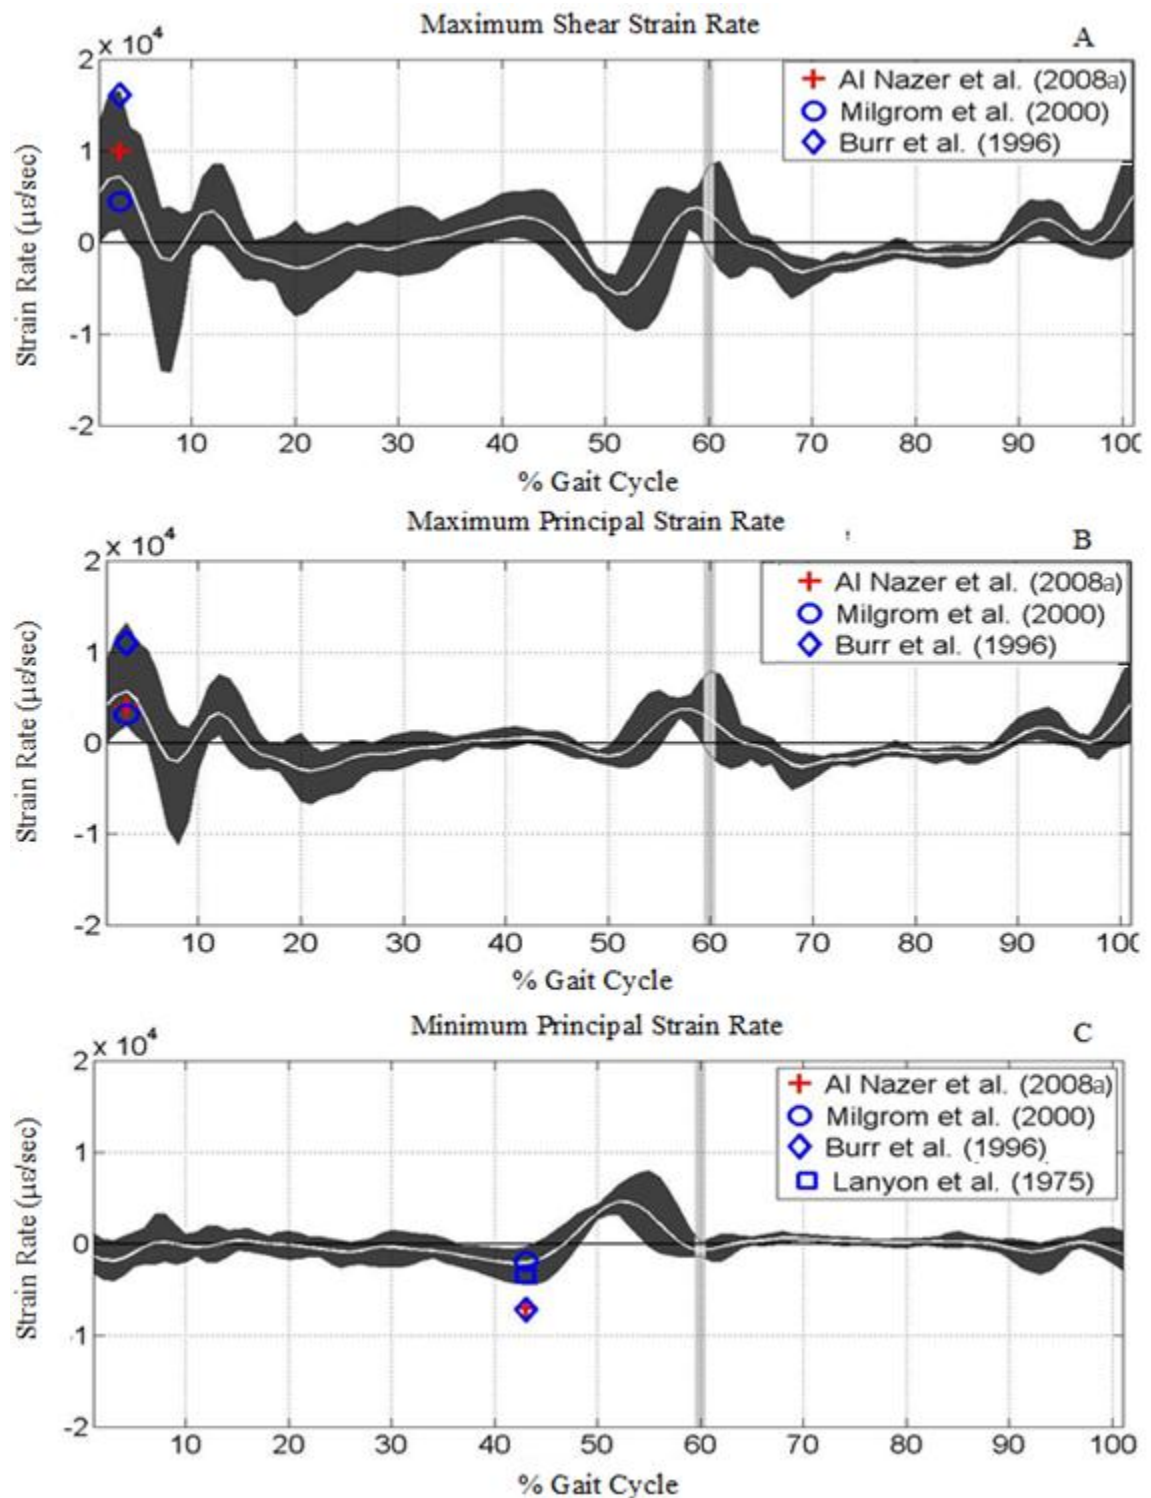 Maximum Shear Strain Rate
A
2 x 10⁴
Al Nazer et al. (2008a)
Milgrom et al. (2000)
Burr et al. (1996)
1
0
-1
-2
Strain Rate (με/sec)
10 20 30 40 50 60 70 80 90 100
% Gait Cycle
Maximum Principal Strain Rate
B
2 x 10⁴
Al Nazer et al. (2008a)
Milgrom et al. (2000)
Burr et al. (1996)
1
0
-1
-2
Strain Rate (με/sec)
10 20 30 40 50 60 70 80 90 100
% Gait Cycle
Minimum Principal Strain Rate
C
2 x 10⁴
Al Nazer et al. (2008a)
Milgrom et al. (2000)
Burr et al. (1996)
Lanyon et al. (1975)
1
0
-1
-2
Strain Rate (με/sec)
10 20 30 40 50 60 70 80 90 100
% Gait Cycle